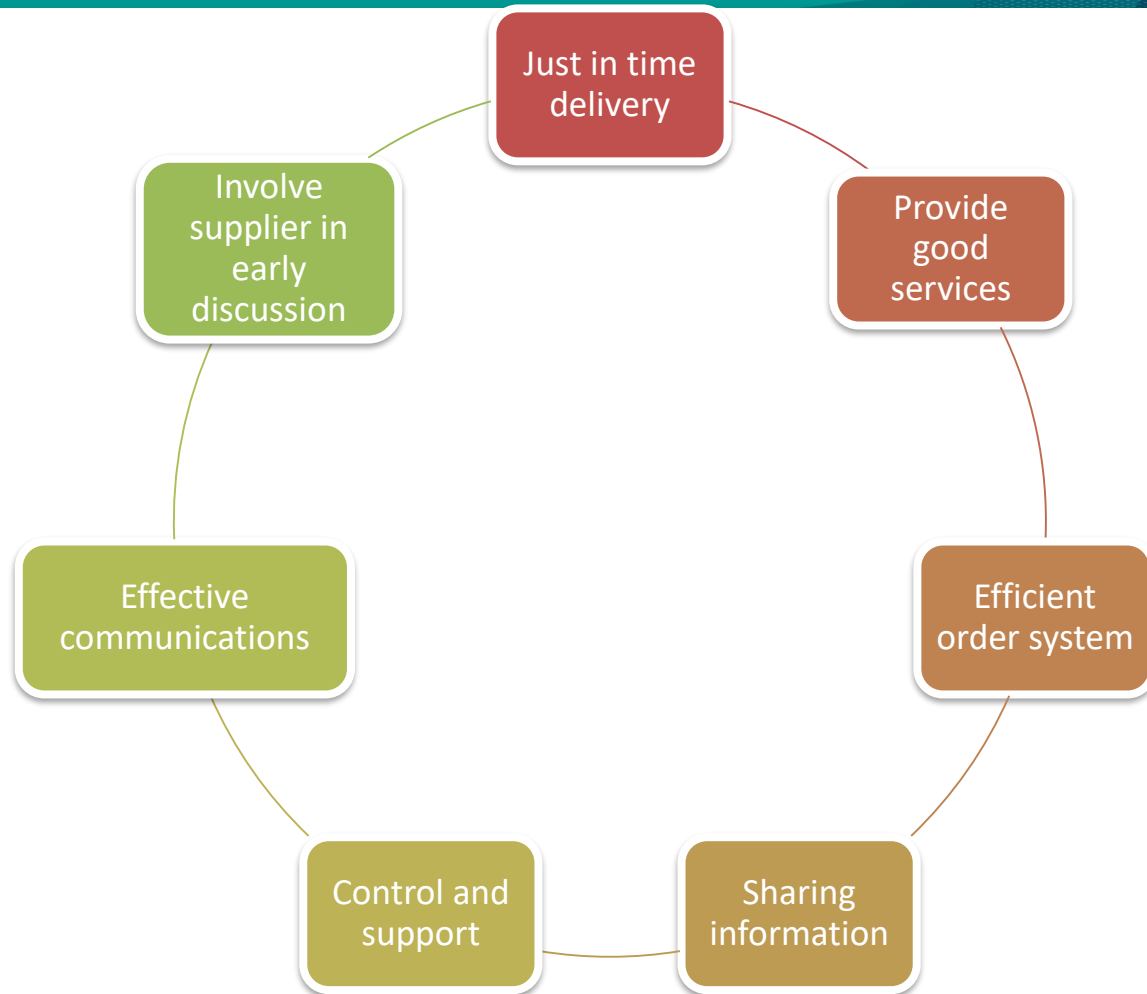 Just in time
delivery
Provide
good
services
Efficient
order system
Sharing
information
Control and
support
Effective
communications
Involve
supplier in
early
discussion